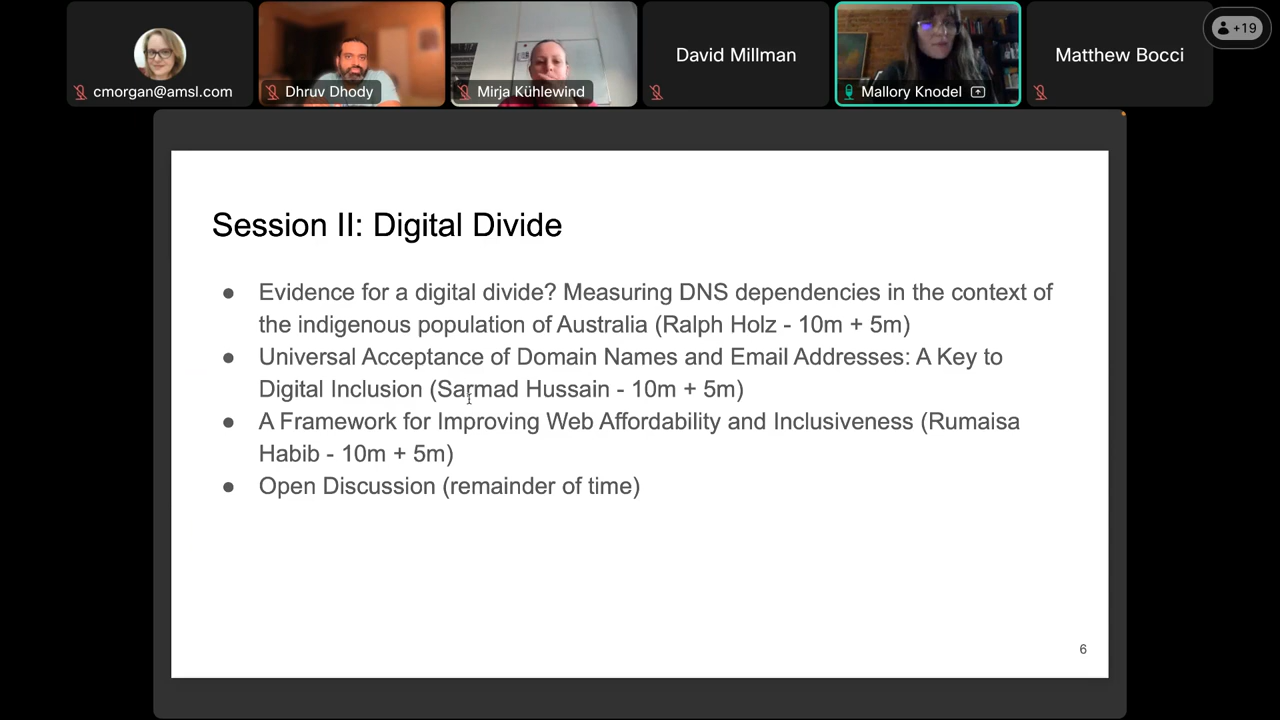 cmorgan@amsl.com
Dhruv Dhody
Mirja Kühlewind
David Millman
Mallory Knodel
Matthew Bocci
+19
Session II: Digital Divide
● Evidence for a digital divide? Measuring DNS dependencies in the context of
the indigenous population of Australia (Ralph Holz - 10m + 5m)
● Universal Acceptance of Domain Names and Email Addresses: A Key to
Digital Inclusion (Sarmad Hussain - 10m + 5m)
● A Framework for Improving Web Affordability and Inclusiveness (Rumaisa
Habib - 10m + 5m)
● Open Discussion (remainder of time)
6